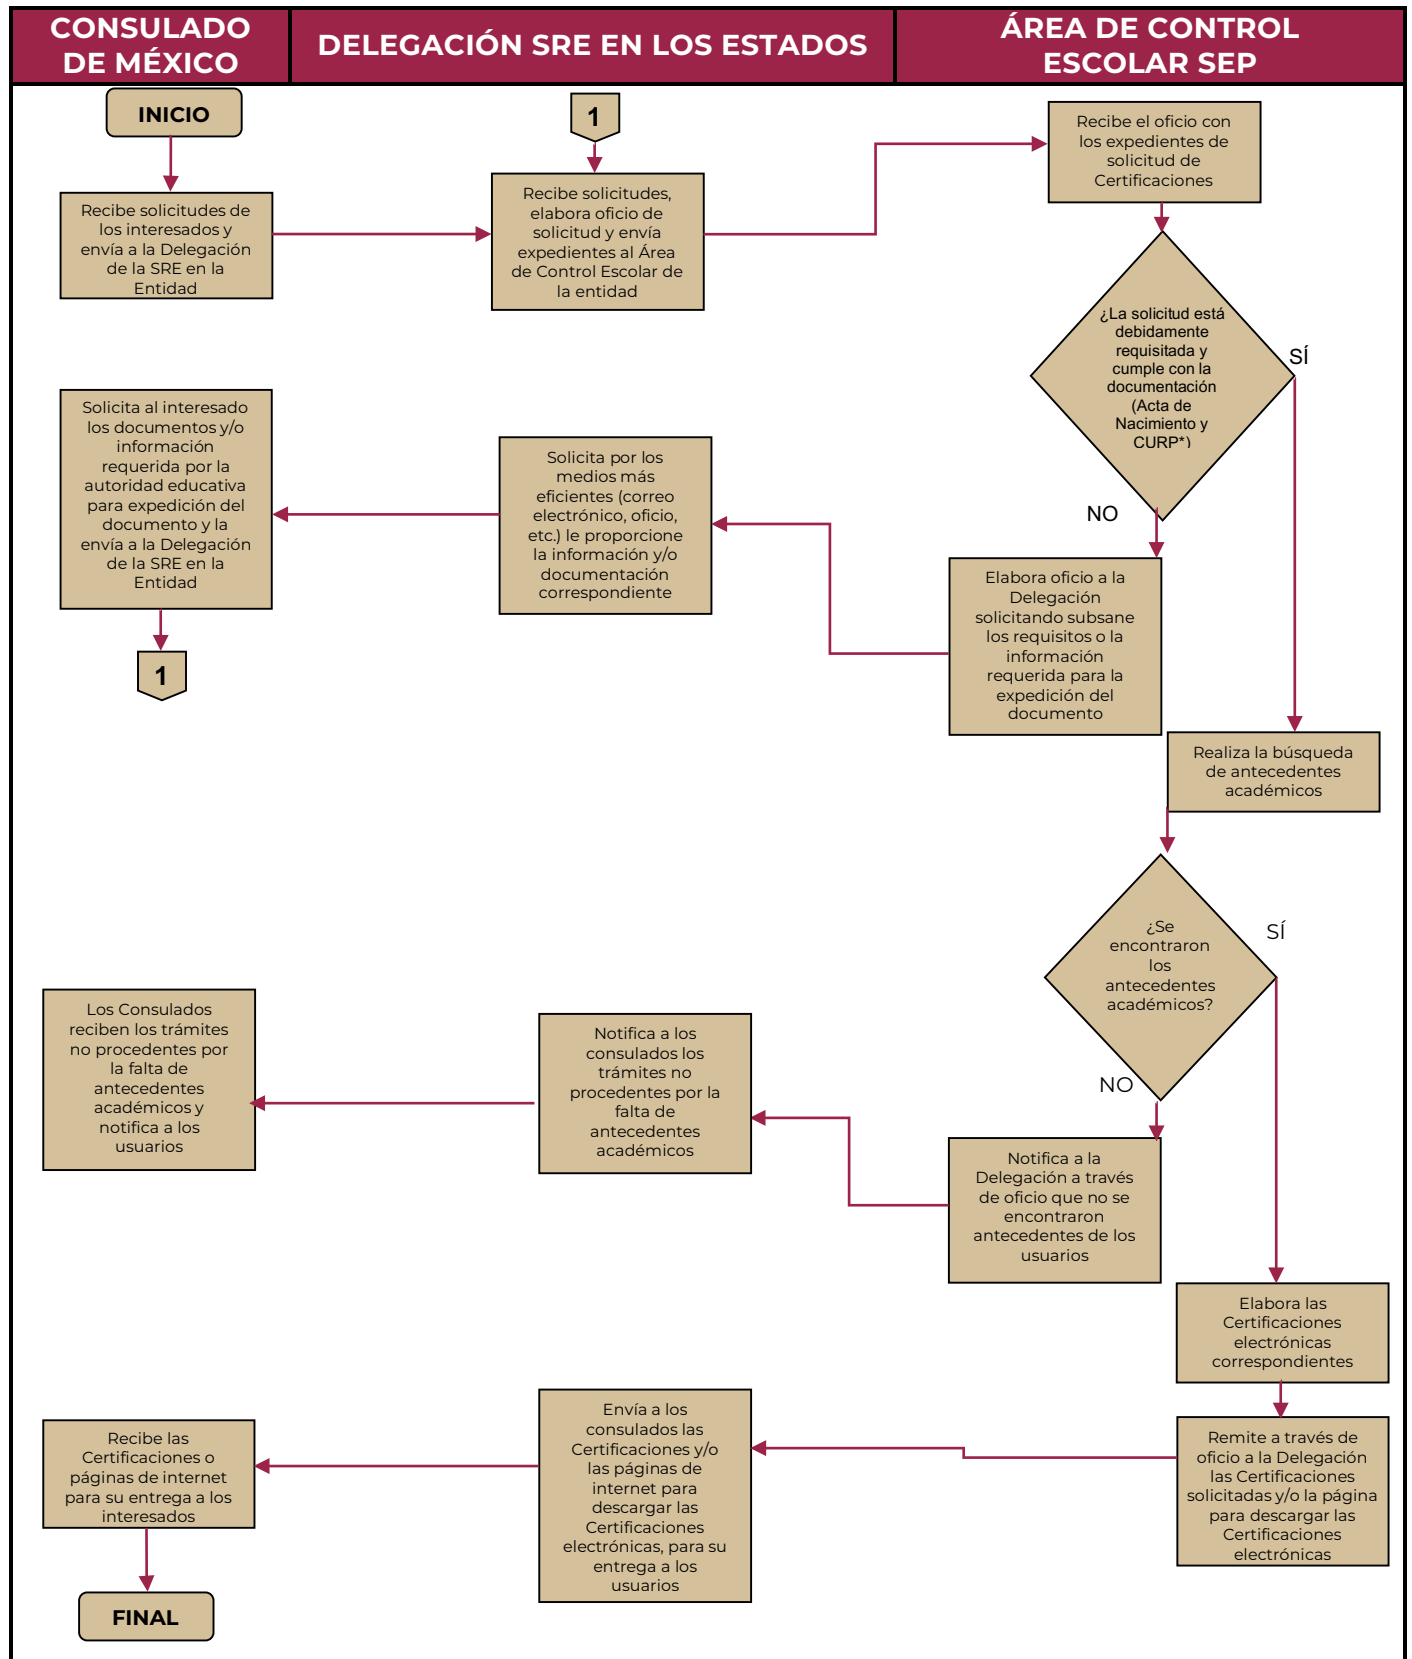 CONSULADO
DE MÉXICO
DELEGACIÓN SRE EN LOS ESTADOS
ÁREA DE CONTROL
ESCOLAR SEP
INICIO
Recibe solicitudes de
los interesados y
envía a la Delegación
de la SRE en la
Entidad
1
Recibe solicitudes,
elabora oficio de
solicitud y envía
expedientes al Área
de Control Escolar de
la entidad
Recibe el oficio con
los expedientes de
solicitud de
Certificaciones
¿La solicitud está
debidamente
requisitada y
cumple con la
documentación
(Acta de
Nacimiento y
CURP*)
SÍ
NO
Elabora oficio a la
Delegación
solicitando subsane
los requisitos o la
información
requerida para la
expedición del
documento
Solicita por los
medios más
eficientes (correo
electrónico, oficio,
etc.) le proporcione
la información y/o
documentación
correspondiente
Solicita al interesado
los documentos y/o
información
requerida por la
autoridad educativa
para expedición del
documento y la
envía a la Delegación
de la SRE en la
Entidad
1
Realiza la búsqueda
de antecedentes
académicos
¿Se
encontraron
los
antecedentes
académicos?
SÍ
NO
Notifica a la
Delegación a través
de oficio que no se
encontraron
antecedentes de los
usuarios
Notifica a los
consulados los
trámites no
procedentes por la
falta de
antecedentes
académicos
Los Consulados
reciben los trámites
no procedentes por
la falta de
antecedentes
académicos y
notifica a los
usuarios
Elabora las
Certificaciones
electrónicas
correspondientes
Remite a través de
oficio a la Delegación
las Certificaciones
solicitadas y/o la página
para descargar las
Certificaciones
electrónicas
Envía a los
consulados las
Certificaciones y/o
las páginas de
internet para
descargar las
Certificaciones
electrónicas, para su
entrega a los
usuarios
Recibe las
Certificaciones o
páginas de internet
para su entrega a los
interesados
FINAL